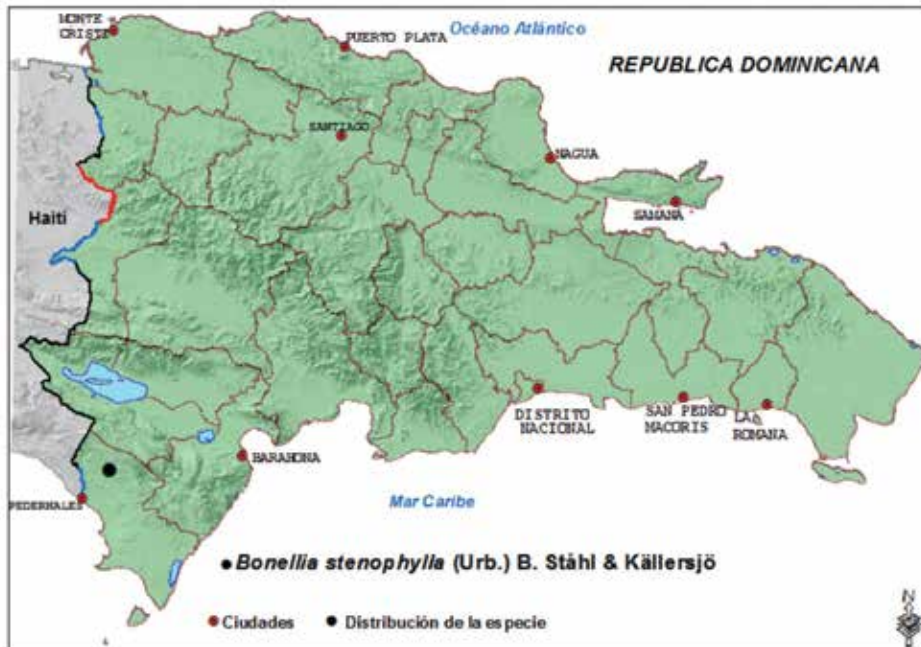 MONTE
CRISTI
PUERTO PLATA
Océano Atlántico
REPUBLICA DOMINICANA
SANTIAGO
NAGUA
SAMANA
Haití
DISTRITO
NACIONAL
SAN PEDRO
MACORIS
LA
ROMANA
BARAHONA
PEDERNALES
Mar Caribe
Bonellia stenophylla (Urb.) B. Ståhl & Källersjö
Ciudades
Distribución de la especie
N